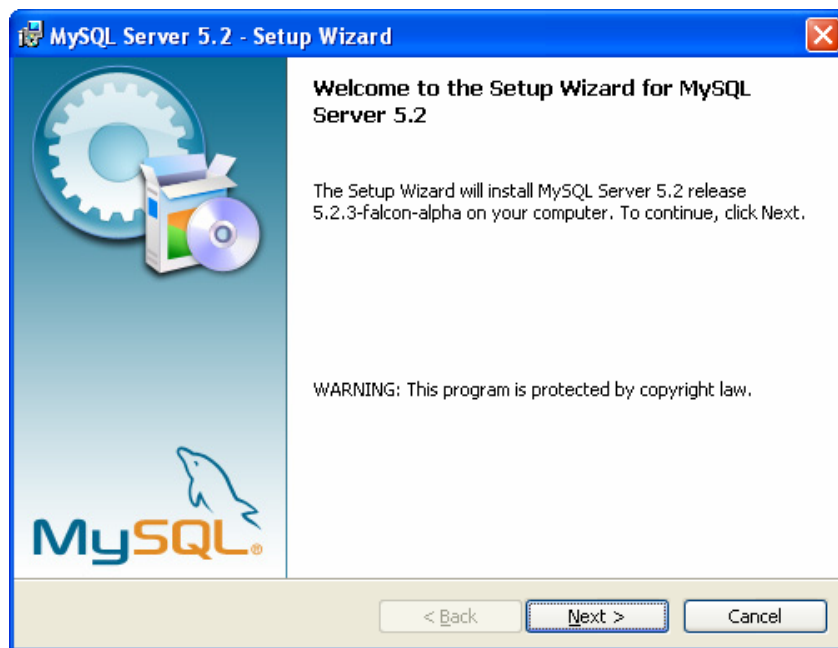 MySQL Server 5.2 - Setup Wizard
Welcome to the Setup Wizard for MySQL
Server 5.2
The Setup Wizard will install MySQL Server 5.2 release
5.2.3-falcon-alpha on your computer. To continue, click Next.
WARNING: This program is protected by copyright law.
MySQL®
< Back
Next >
Cancel